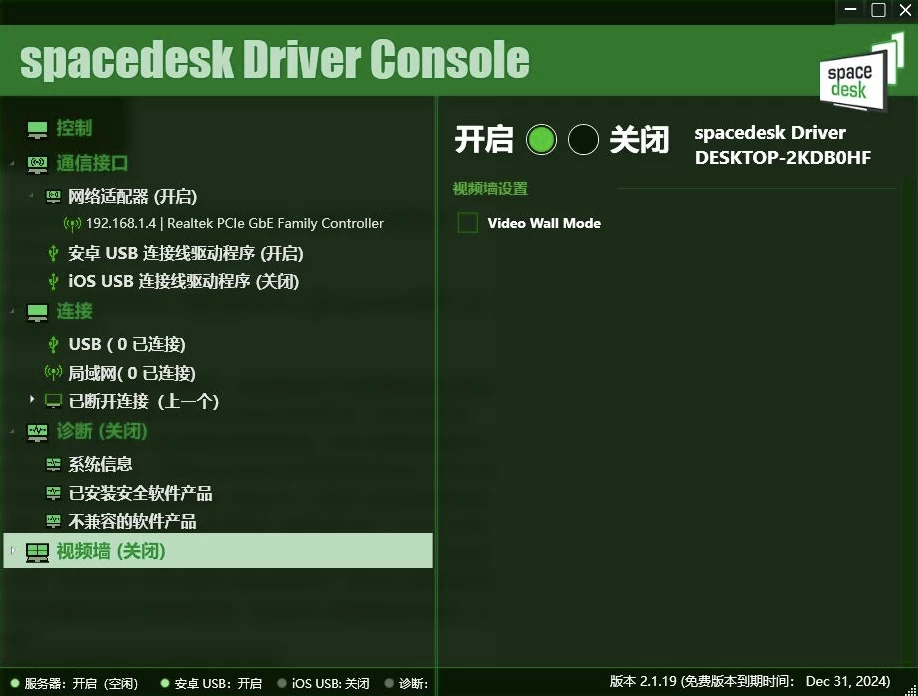 spacedesk Driver Console
space
desk
控制
通信接口
网络适配器 (开启)
192.168.1.4 | Realtek PCIe GbE Family Controller
安卓 USB 连接线驱动程序 (开启)
iOS USB 连接线驱动程序 (关闭)
连接
USB ( 0 已连接)
局域网( 0 已连接)
已断开连接 (上一个)
诊断 (关闭)
系统信息
已安装安全软件产品
不兼容的软件产品
视频墙 (关闭)
开启 关闭
spacedesk Driver
DESKTOP-2KDB0HF
视频墙设置
Video Wall Mode
服务器: 开启 (空闲) 安卓 USB: 开启 iOS USB: 关闭 诊断:
版本 2.1.19 (免费版本到期时间: Dec 31, 2024)